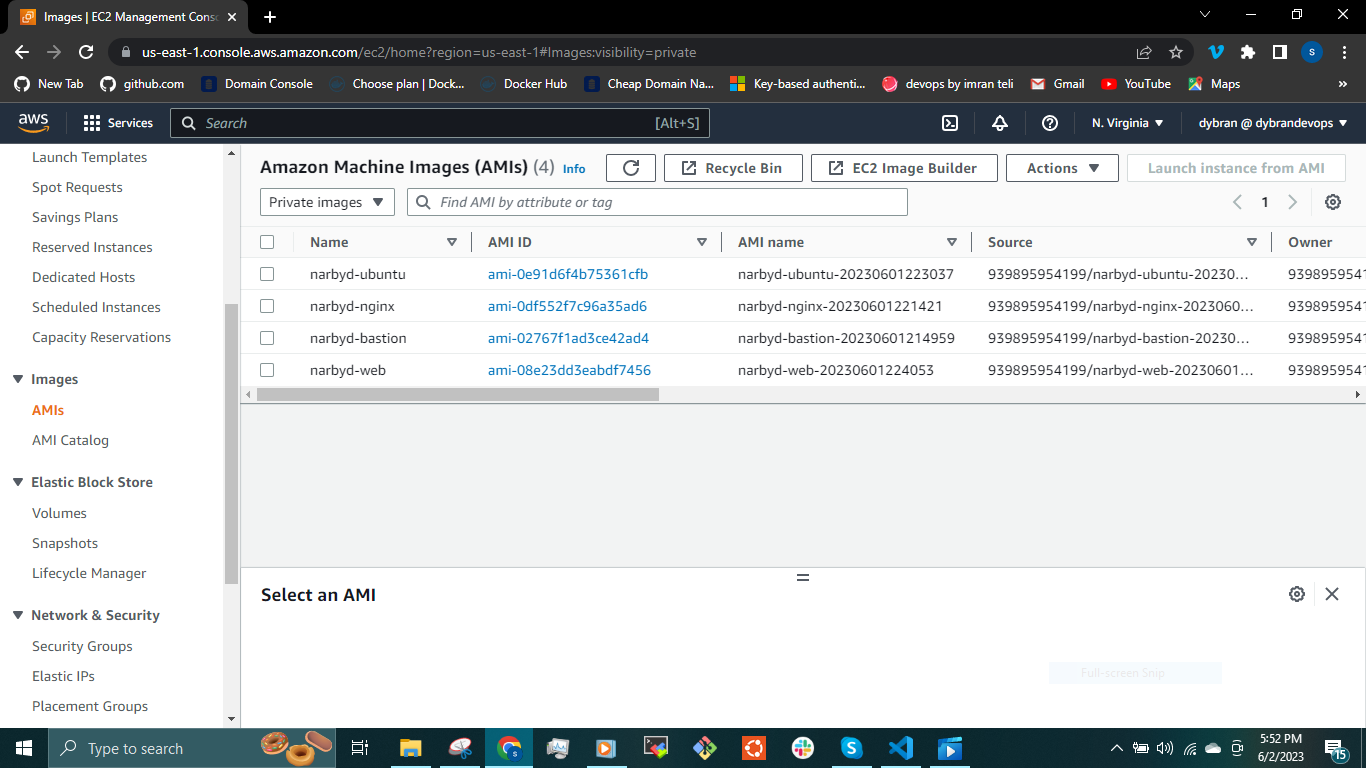 Images | EC2 Management Cons
us-east-1.console.aws.amazon.com/ec2/home?region=us-east-1#Images:visibility=private
S
New Tab github.com Domain Console Choose plan | Dock... Docker Hub Cheap Domain Na... Key-based authenti... devops by imran teli Gmail YouTube Maps »
aws Services Search [Alt+S] N. Virginia dybran @ dybrandevops
Launch Templates
Spot Requests
Savings Plans
Reserved Instances
Dedicated Hosts
Scheduled Instances
Capacity Reservations
Images
AMIs
AMI Catalog
Elastic Block Store
Volumes
Snapshots
Lifecycle Manager
Network & Security
Security Groups
Elastic IPs
Placement Groups
Amazon Machine Images (AMIs) (4) Info Recycle Bin EC2 Image Builder Actions Launch instance from AMI
Private images Find AMI by attribute or tag 1
Name AMI ID AMI name Source Owner
narbyd-ubuntu ami-0e91d6f4b75361cfb narbyd-ubuntu-20230601223037 939895954199/narbyd-ubuntu-20230... 9398959541
narbyd-nginx ami-0df552f7c96a35ad6 narbyd-nginx-20230601221421 939895954199/narbyd-nginx-2023060... 9398959541
narbyd-bastion ami-02767f1ad3ce42ad4 narbyd-bastion-20230601214959 939895954199/narbyd-bastion-20230... 9398959541
narbyd-web ami-08e23dd3eabdf7456 narbyd-web-20230601224053 939895954199/narbyd-web-20230601... 9398959541
Select an AMI
Full-screen Snip
Type to search
5:52 PM
6/2/2023
15